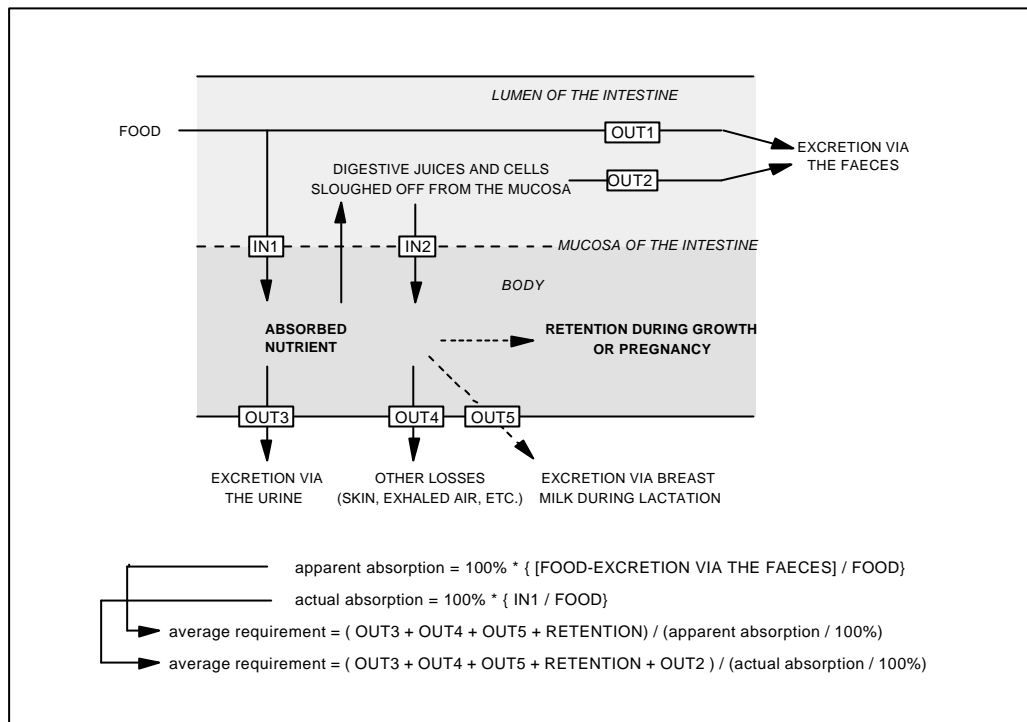 LUMEN OF THE INTESTINE
FOOD
OUT1
EXCRETION VIA
THE FAECES
DIGESTIVE JUICES AND CELLS
SLOUGHED OFF FROM THE MUCOSA
OUT2
IN1
IN2
MUCOSA OF THE INTESTINE
BODY
ABSORBED
NUTRIENT
RETENTION DURING GROWTH
OR PREGNANCY
OUT3
OUT4
OUT5
EXCRETION VIA
THE URINE
OTHER LOSSES
(SKIN, EXHALED AIR, ETC.)
EXCRETION VIA BREAST
MILK DURING LACTATION
apparent absorption = 100% * { [FOOD-EXCRETION VIA THE FAECES] / FOOD}
actual absorption = 100% * { IN1 / FOOD}
average requirement = ( OUT3 + OUT4 + OUT5 + RETENTION) / (apparent absorption / 100%)
average requirement = ( OUT3 + OUT4 + OUT5 + RETENTION + OUT2 ) / (actual absorption / 100%)